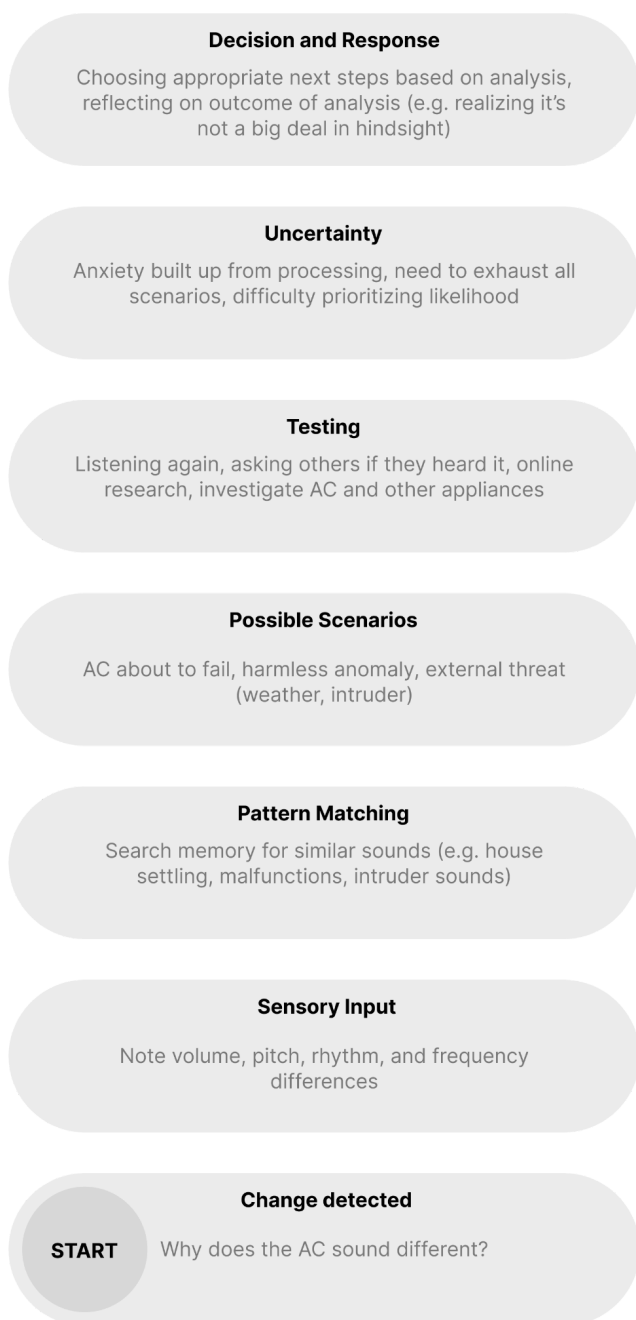 Decision and Response
Choosing appropriate next steps based on analysis,
reflecting on outcome of analysis (e.g. realizing it’s
not a big deal in hindsight)
Uncertainty
Anxiety built up from processing, need to exhaust all
scenarios, difficulty prioritizing likelihood
Testing
Listening again, asking others if they heard it, online
research, investigate AC and other appliances
Possible Scenarios
AC about to fail, harmless anomaly, external threat
(weather, intruder)
Pattern Matching
Search memory for similar sounds (e.g. house
settling, malfunctions, intruder sounds)
Sensory Input
Note volume, pitch, rhythm, and frequency
differences
Change detected
START
Why does the AC sound different?